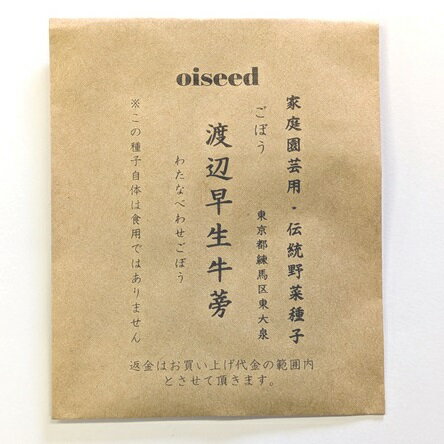 oiseed
家庭園芸用・伝統野菜種子
東京都練馬区東大泉
ごぼう
渡辺早生牛蒡
わたなべわせごぼう
※この種子自体は食用ではありません
返金はお買い上げ代金の範囲内
とさせて頂きます。